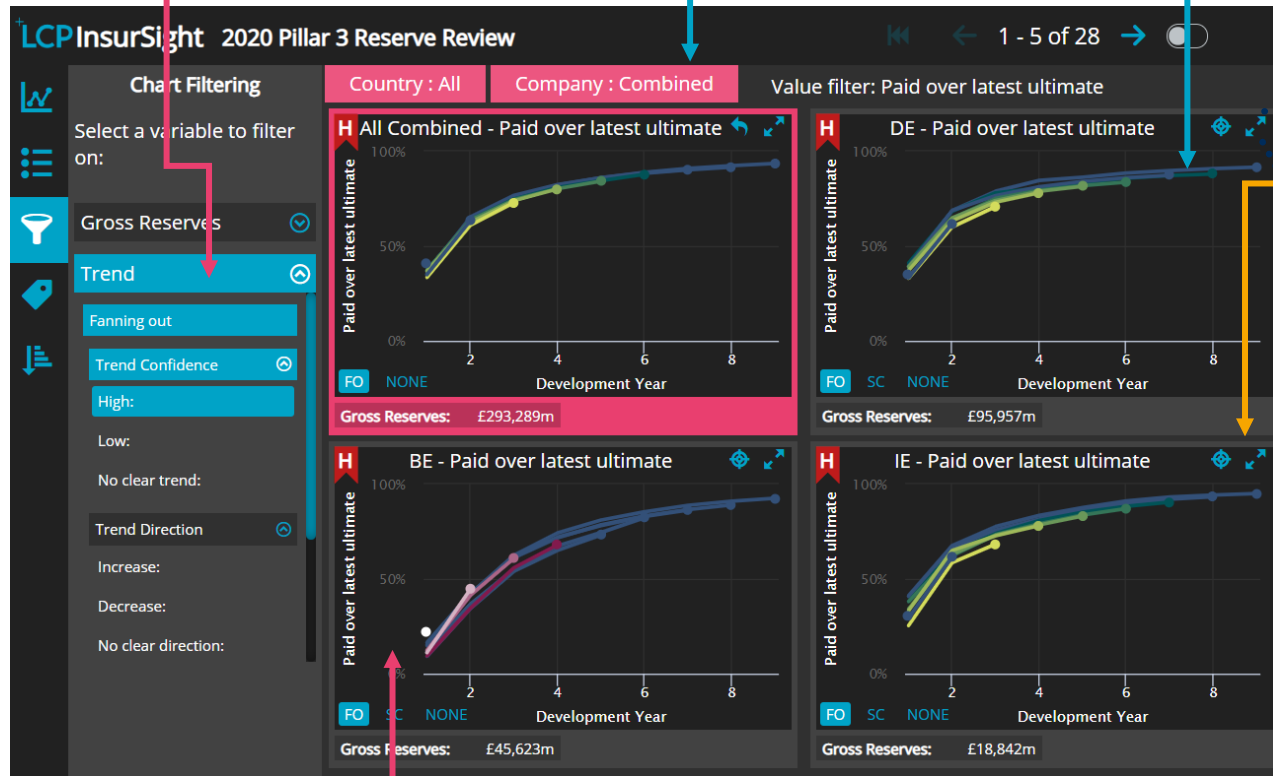 +LCP InsurSight 2020 Pillar 3 Reserve Review
1 - 5 of 28
Chart Filtering
Select a variable to filter
on:
Gross Reserves
Trend
Fanning out
Trend Confidence
High:
Low:
No clear trend:
Trend Direction
Increase:
Decrease:
No clear direction:
Country : All
Company : Combined
Value filter: Paid over latest ultimate
H All Combined - Paid over latest ultimate
Paid over latest ultimate
100%
50%
0%
2 4 6 8
FO NONE
Development Year
Gross Reserves: £293,289m
H DE - Paid over latest ultimate
Paid over latest ultimate
100%
50%
0%
2 4 6 8
FO SC NONE
Development Year
Gross Reserves: £95,957m
H BE - Paid over latest ultimate
Paid over latest ultimate
100%
50%
0%
2 4 6 8
FO SC NONE
Development Year
Gross Reserves: £45,623m
H IE - Paid over latest ultimate
Paid over latest ultimate
100%
50%
0%
2 4 6 8
FO SC NONE
Development Year
Gross Reserves: £18,842m